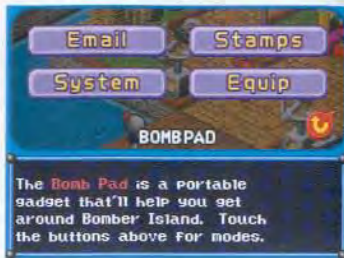 Email Stamps
System Equip
BOMBPAD
The Bomb Pad is a portable
gadget that'll help you get
around Bomber Island. Touch
the buttons above for modes.